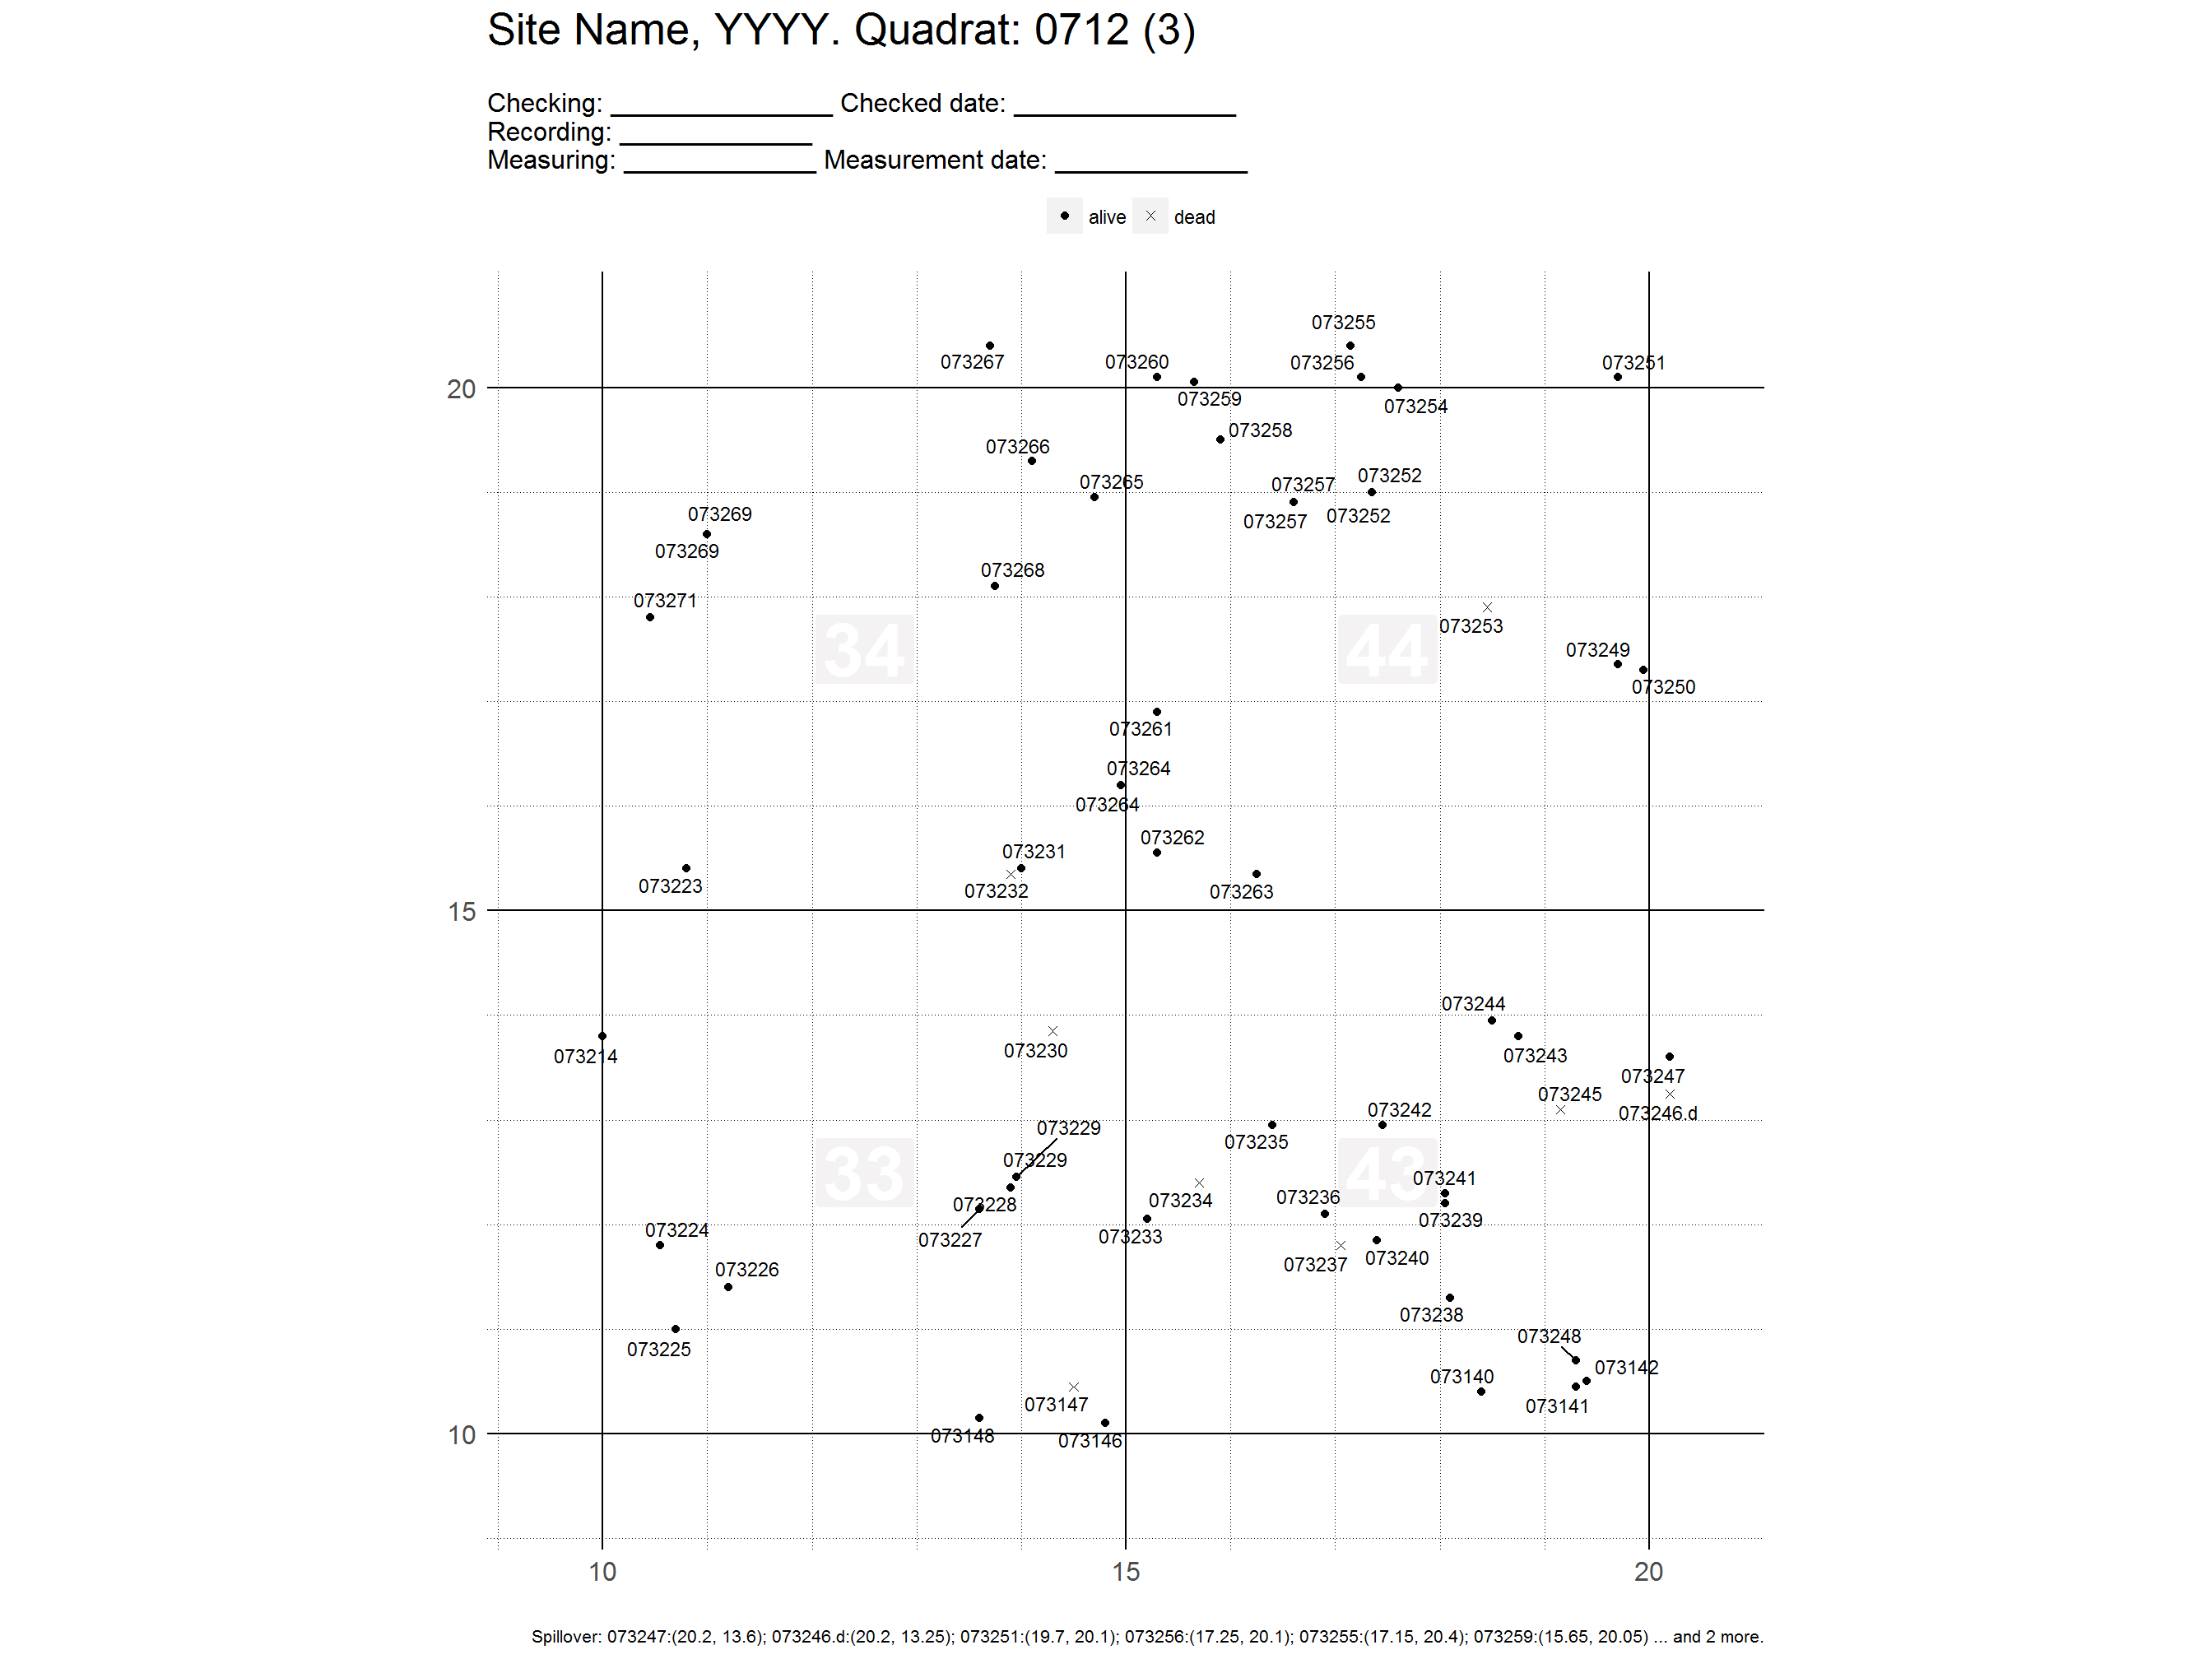 Site Name, YYYY. Quadrat: 0712 (3)
Checking: _______________ Checked date: _______________
Recording: _____________
Measuring: _____________ Measurement date: _____________
alive dead
073255
073267 073260 073256 073251
20
073259 073254
073258
073266
073265 073252
073257
073269 073257 073252
073269
073268
073271
34 44 073253
073249
073250
073261
073264
073264
073262
073231
073223 073232 073263
15
073244
073214 073230 073243
073247
073245
073246.d
073242
073229
073235
073229
33 43
073241
073228 073234 073236
073239
073224 073227 073233
073240
073226 073237
073238
073248
073225
073142
073140
073147 073141
10 073148 073146
10 15 20
Spillover: 073247:(20.2, 13.6); 073246.d:(20.2, 13.25); 073251:(19.7, 20.1); 073256:(17.25, 20.1); 073255:(17.15, 20.4); 073259:(15.65, 20.05) ... and 2 more.